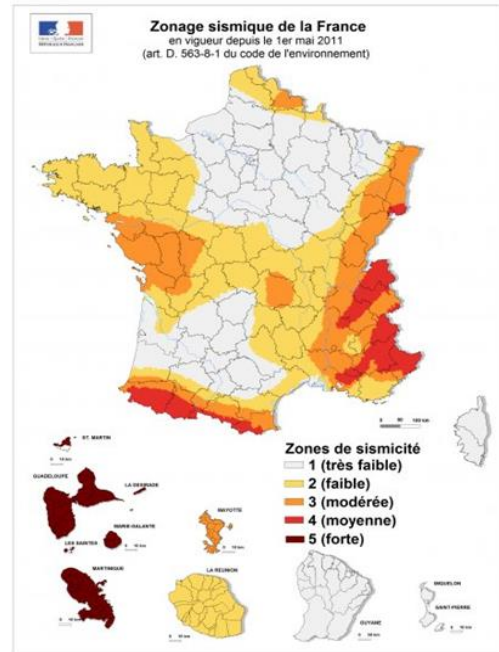 Zonage sismique de la France
en vigueur depuis le 1er mai 2011
(art. D. 563-8-1 du code de l'environnement)
RÉPUBLIQUE FRANÇAISE
Zones de sismicité
1 (très faible)
2 (faible)
3 (modérée)
4 (moyenne)
5 (forte)
ST. MARTIN
GUADELOUPE
LA DESIRADE
MARIE-GALANTE
LES SAINTES
MAYOTTE
MARTINIQUE
LA REUNION
GUYANE
MIQUELON
SAINT-PIERRE